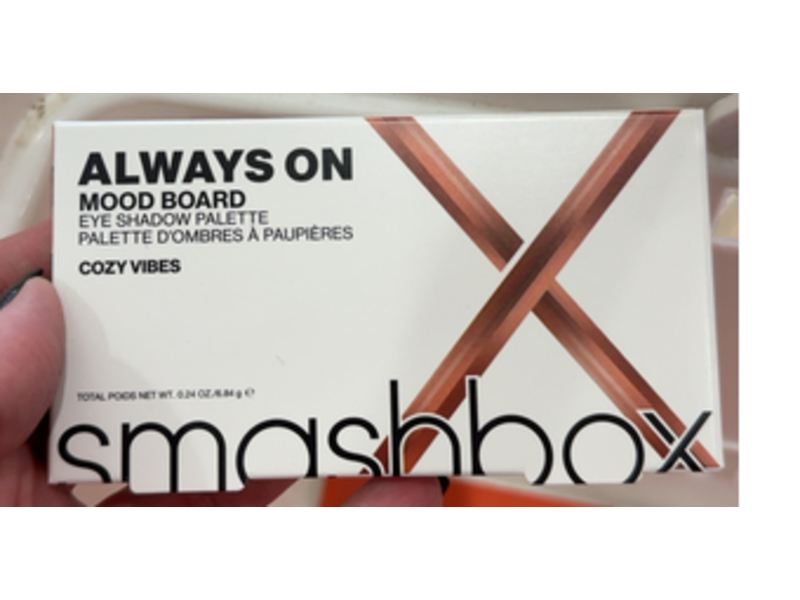 ALWAYS ON
MOOD BOARD
EYE SHADOW PALETTE
PALETTE D'OMBRES À PAUPIÈRES
COZY VIBES
TOTAL POIDS NET WT. 0.24 OZ./6.84 g ℮
smashbox